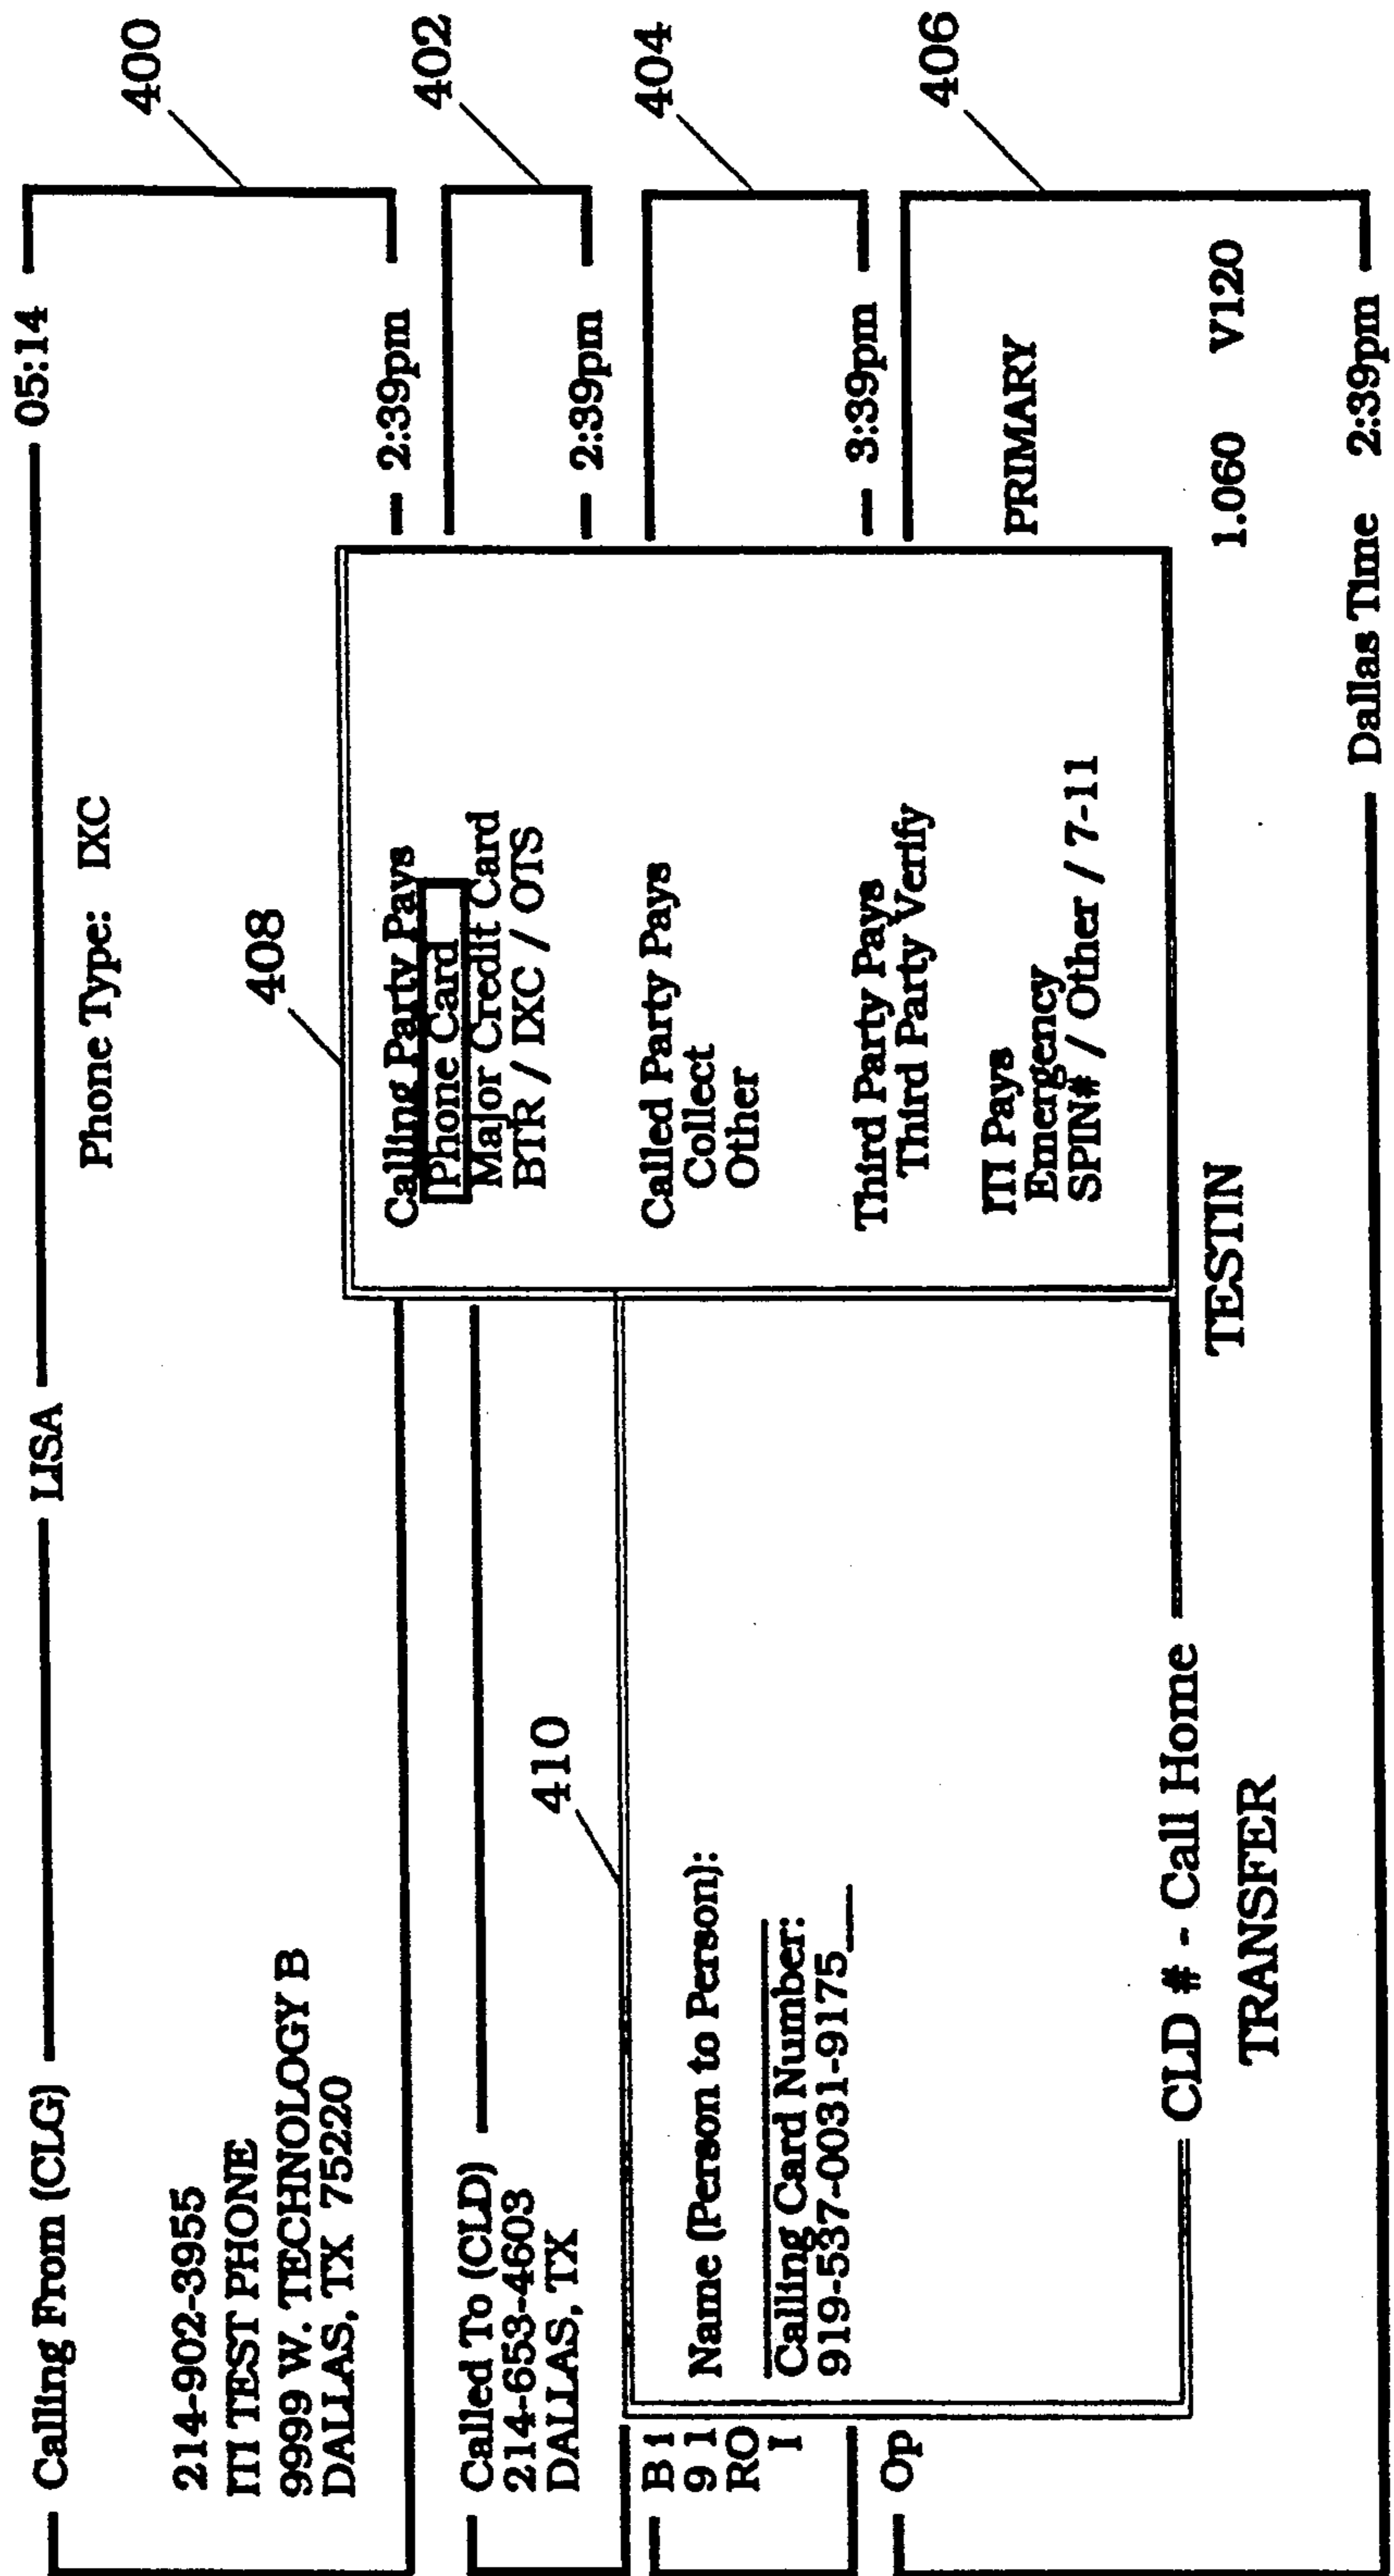 Calling From (CLG) LISA 05:14
400
Phone Type: IXC
214-902-3955
ITI TEST PHONE
9999 W. TECHNOLOGY B
DALLAS, TX 75220
2:39pm
408
Called To (CLD)
214-653-4603
DALLAS, TX
2:39pm
402
Calling Party Pays
Phone Card
Major Credit Card
BTR / IXC / OTS
Called Party Pays
Collect
Other
Third Party Pays
Third Party Verify
ITI Pays
Emergency
SPIN# / Other / 7-11
410
B 1
9 1
RO
I
3:39pm
404
Name (Person to Person):
Calling Card Number:
919-537-0031-9175___
Op
PRIMARY
406
CLD # - Call Home
TRANSFER TESTIN 1.060 V120
Dallas Time 2:39pm